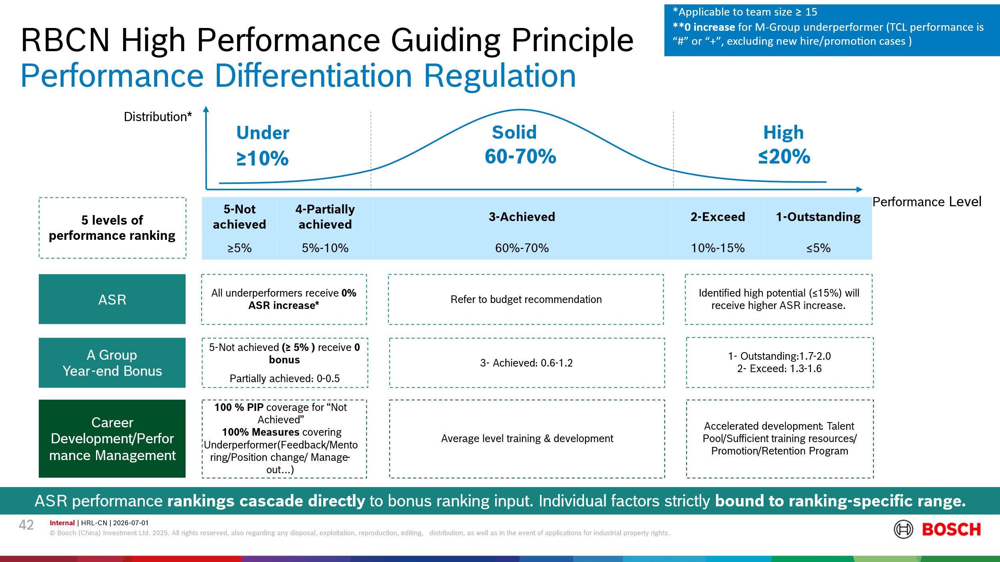 *Applicable to team size ≥ 15
**0 increase for M-Group underperformer (TCL performance is
“#” or “+”, excluding new hire/promotion cases )
RBCN High Performance Guiding Principle
Performance Differentiation Regulation
Distribution*
Under
≥10%
Solid
60-70%
High
≤20%
Performance Level
5 levels of
performance ranking
5-Not
achieved
4-Partially
achieved
3-Achieved
2-Exceed
1-Outstanding
≥5%
5%-10%
60%-70%
10%-15%
≤5%
ASR
All underperformers receive 0%
ASR increase*
Refer to budget recommendation
Identified high potential (≤15%) will
receive higher ASR increase.
A Group
Year-end Bonus
5-Not achieved (≥ 5% ) receive 0
bonus
Partially achieved: 0-0.5
3- Achieved: 0.6-1.2
1- Outstanding:1.7-2.0
2- Exceed: 1.3-1.6
Career
Development/Perfor
mance Management
100 % PIP coverage for “Not
Achieved”
100% Measures covering
Underperformer(Feedback/Mento
ring/Position change/ Manage-
out...)
Average level training & development
Accelerated development: Talent
Pool/Sufficient training resources/
Promotion/Retention Program
ASR performance rankings cascade directly to bonus ranking input. Individual factors strictly bound to ranking-specific range.
42
Internal | HRL-CN | 2026-07-01
© Bosch (China) Investment Ltd. 2025. All rights reserved, also regarding any disposal, exploitation, reproduction, editing, distribution, as well as in the event of applications for industrial property rights.
BOSCH